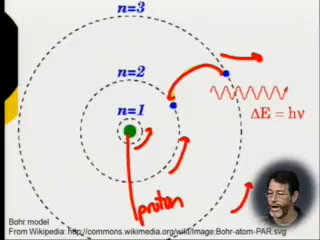 n=3
n=2
n=1
ΔE = hν
proton
Bohr model
From Wikipedia: http://commons.wikimedia.org/wiki/Image:Bohr-atom-PAR.svg